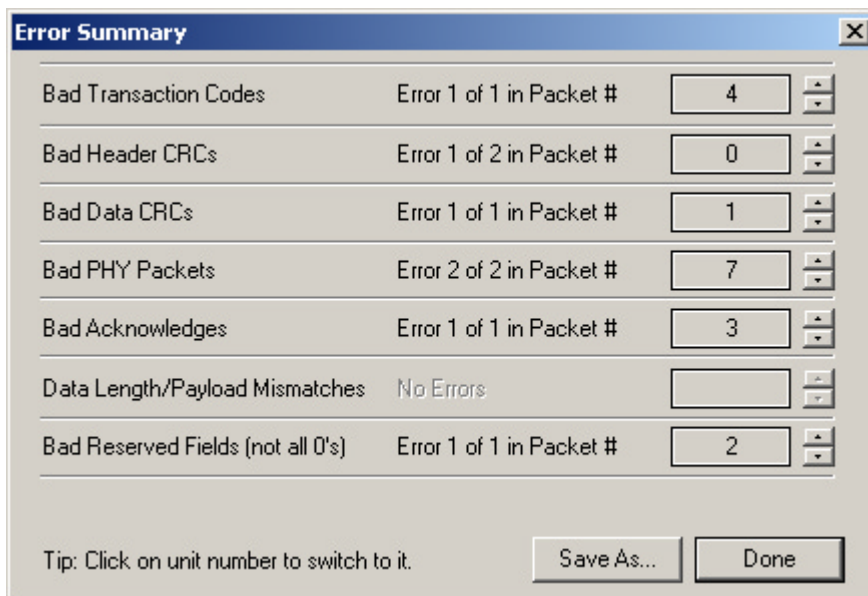 Error Summary
Bad Transaction Codes Error 1 of 1 in Packet # 4
Bad Header CRCs Error 1 of 2 in Packet # 0
Bad Data CRCs Error 1 of 1 in Packet # 1
Bad PHY Packets Error 2 of 2 in Packet # 7
Bad Acknowledges Error 1 of 1 in Packet # 3
Data Length/Payload Mismatches No Errors
Bad Reserved Fields (not all 0's) Error 1 of 1 in Packet # 2
Tip: Click on unit number to switch to it. Save As... Done